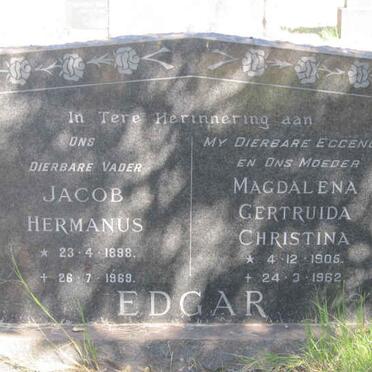 In Tere Herinnering aan
Ons
Dierbare Vader
Jacob
Hermanus
* 23·4·1898.
+ 26·7·1969.
My Dierbare Eggeno
en Ons Moeder
Magdalena
Gertruida
Christina
* 4·12·1905.
+ 24·3·1962
EDGAR